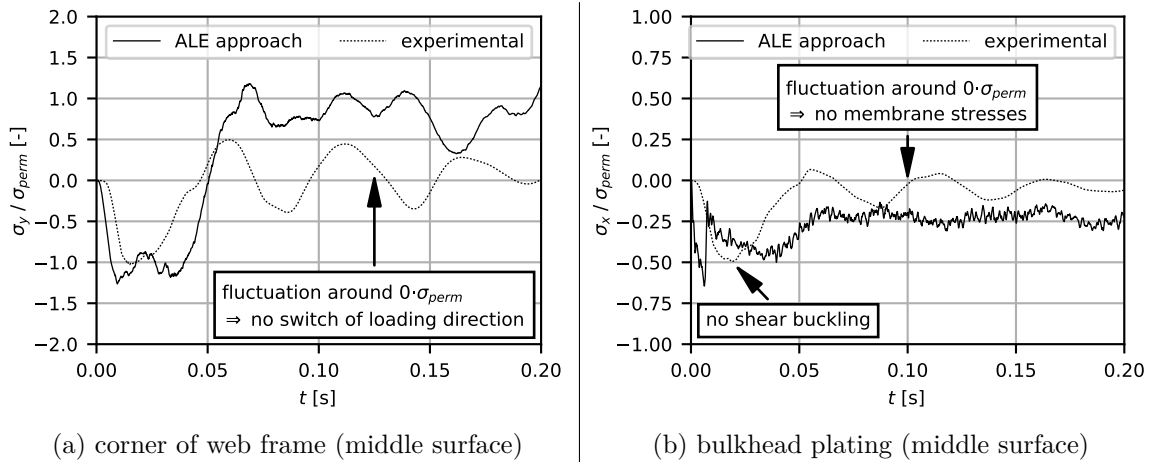 ALE approach experimental
2.0
1.5
1.0
0.5
0.0
−0.5
−1.0
−1.5
−2.0
σy / σperm [-]
fluctuation around 0·σperm
⇒ no switch of loading direction
0.00 0.05 0.10 0.15 0.20
t [s]
(a) corner of web frame (middle surface)
ALE approach experimental
1.00
0.75
0.50
0.25
0.00
−0.25
−0.50
−0.75
−1.00
σx / σperm [-]
fluctuation around 0·σperm
⇒ no membrane stresses
no shear buckling
0.00 0.05 0.10 0.15 0.20
t [s]
(b) bulkhead plating (middle surface)